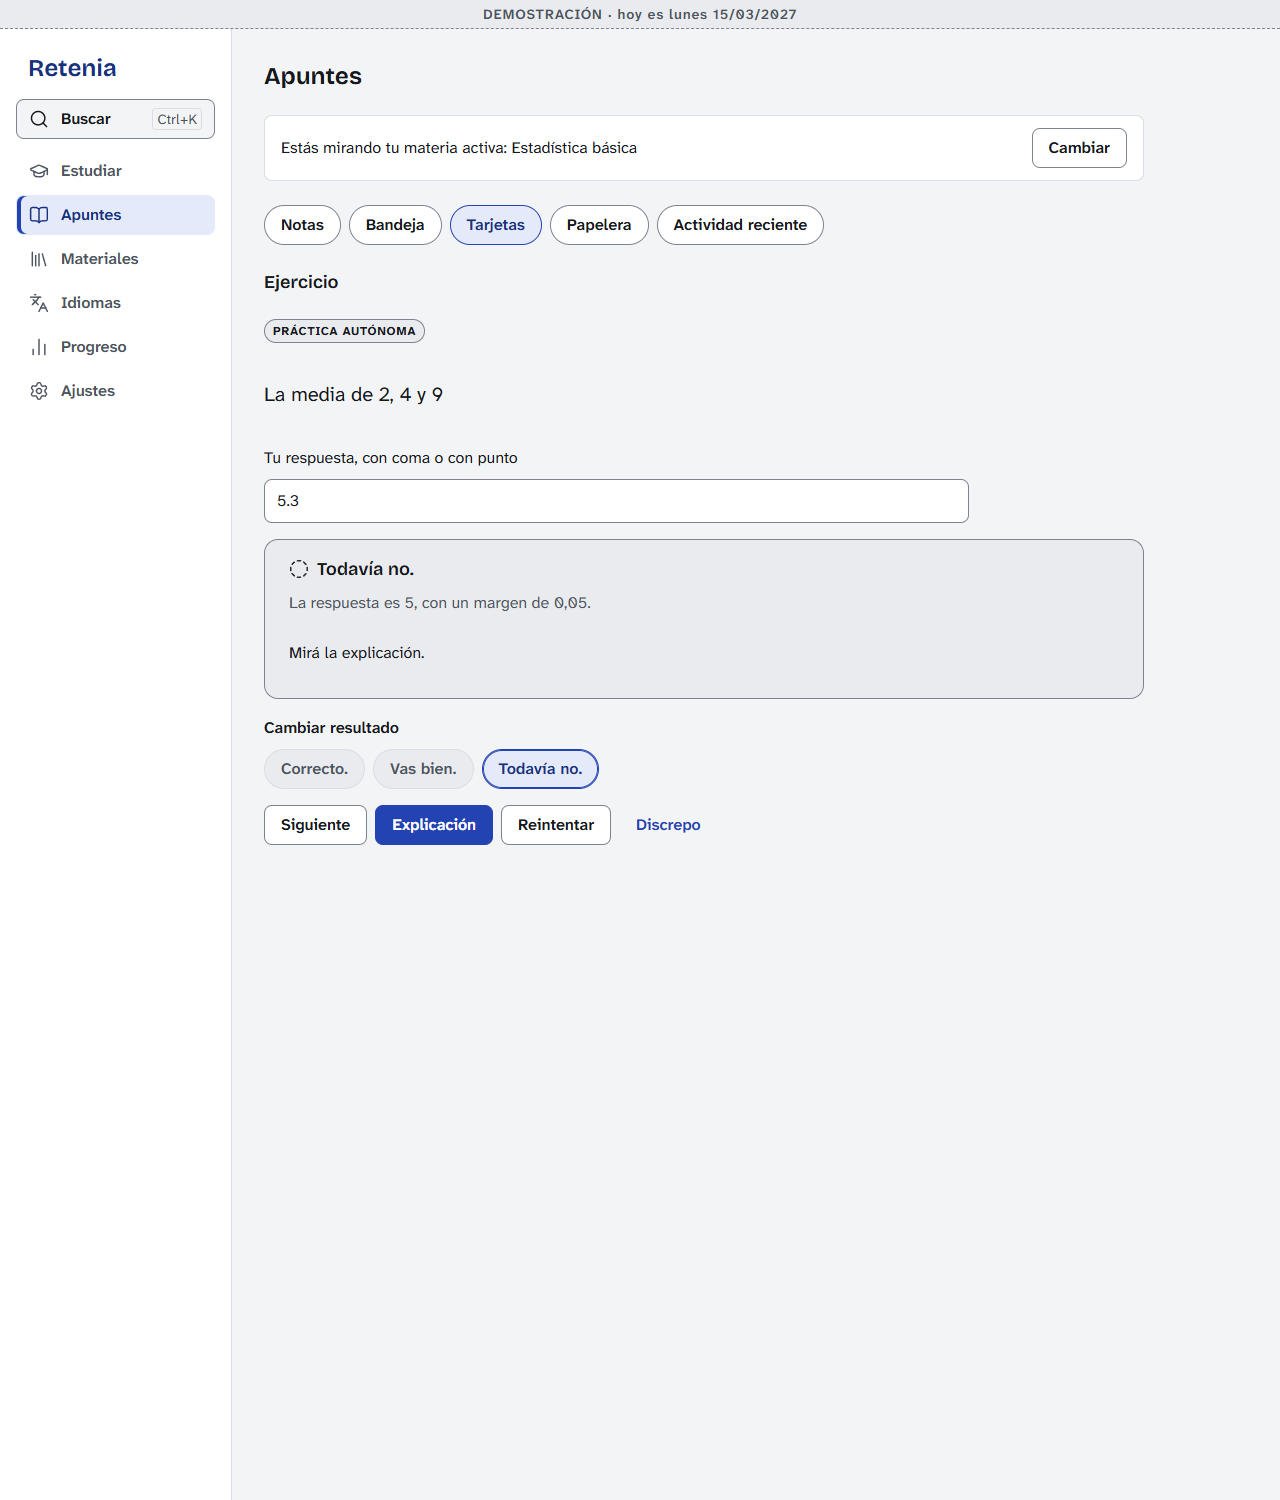 DEMOSTRACIÓN · hoy es lunes 15/03/2027
Retenia
Buscar Ctrl+K
Estudiar
Apuntes
Materiales
Idiomas
Progreso
Ajustes
Apuntes
Estás mirando tu materia activa: Estadística básica
Cambiar
Notas Bandeja Tarjetas Papelera Actividad reciente
Ejercicio
PRÁCTICA AUTÓNOMA
La media de 2, 4 y 9
Tu respuesta, con coma o con punto
5.3
Todavía no.
La respuesta es 5, con un margen de 0,05.
Mirá la explicación.
Cambiar resultado
Correcto. Vas bien. Todavía no.
Siguiente Explicación Reintentar Discrepo